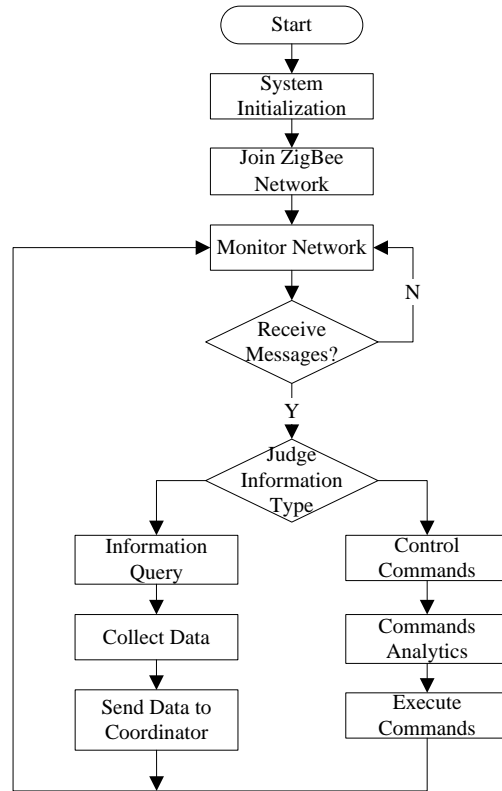 Start
System
Initialization
Join ZigBee
Network
Monitor Network
N
Receive
Messages?
Y
Judge
Information
Type
Information
Query
Control
Commands
Collect Data
Commands
Analytics
Send Data to
Coordinator
Execute
Commands